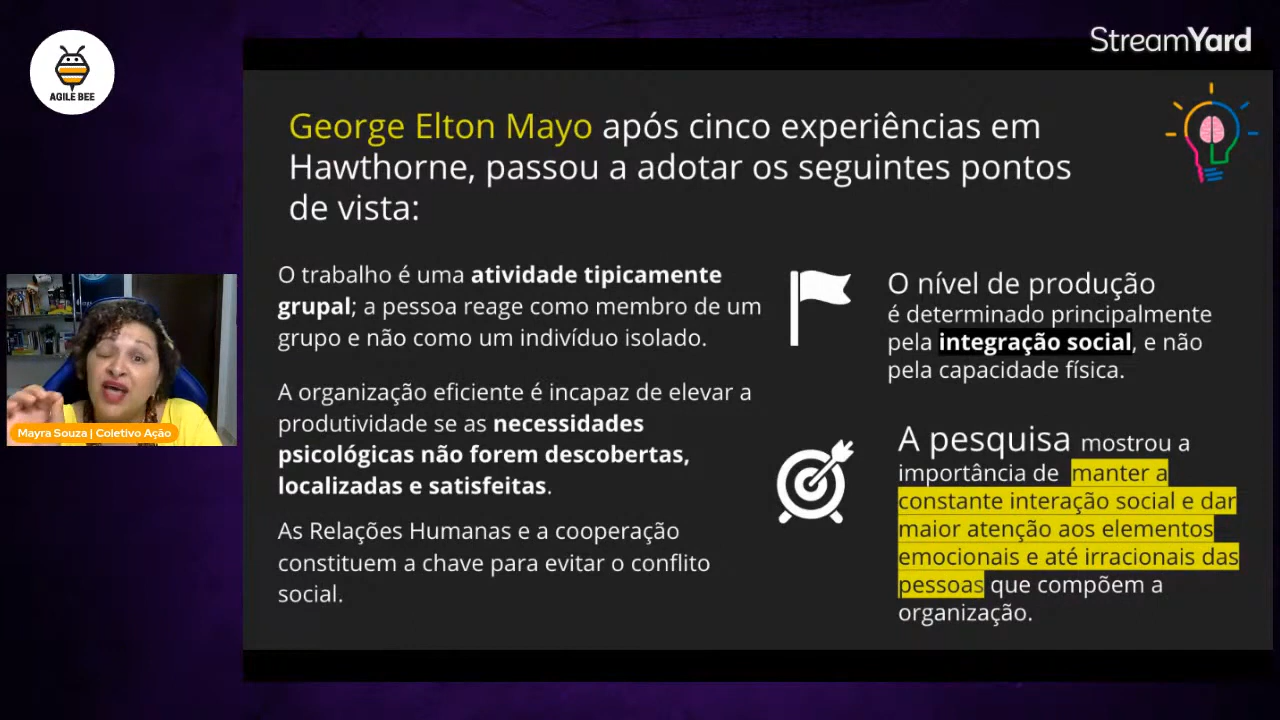 StreamYard
AGILE BEE
George Elton Mayo após cinco experiências em
Hawthorne, passou a adotar os seguintes pontos
de vista:
O trabalho é uma atividade tipicamente
grupal; a pessoa reage como membro de um
grupo e não como um indivíduo isolado.
A organização eficiente é incapaz de elevar a
produtividade se as necessidades
psicológicas não forem descobertas,
localizadas e satisfeitas.
As Relações Humanas e a cooperação
constituem a chave para evitar o conflito
social.
O nível de produção
é determinado principalmente
pela integração social, e não
pela capacidade física.
A pesquisa mostrou a
importância de manter a
constante interação social e dar
maior atenção aos elementos
emocionais e até irracionais das
pessoas que compõem a
organização.
Mayra Souza | Coletivo Ação